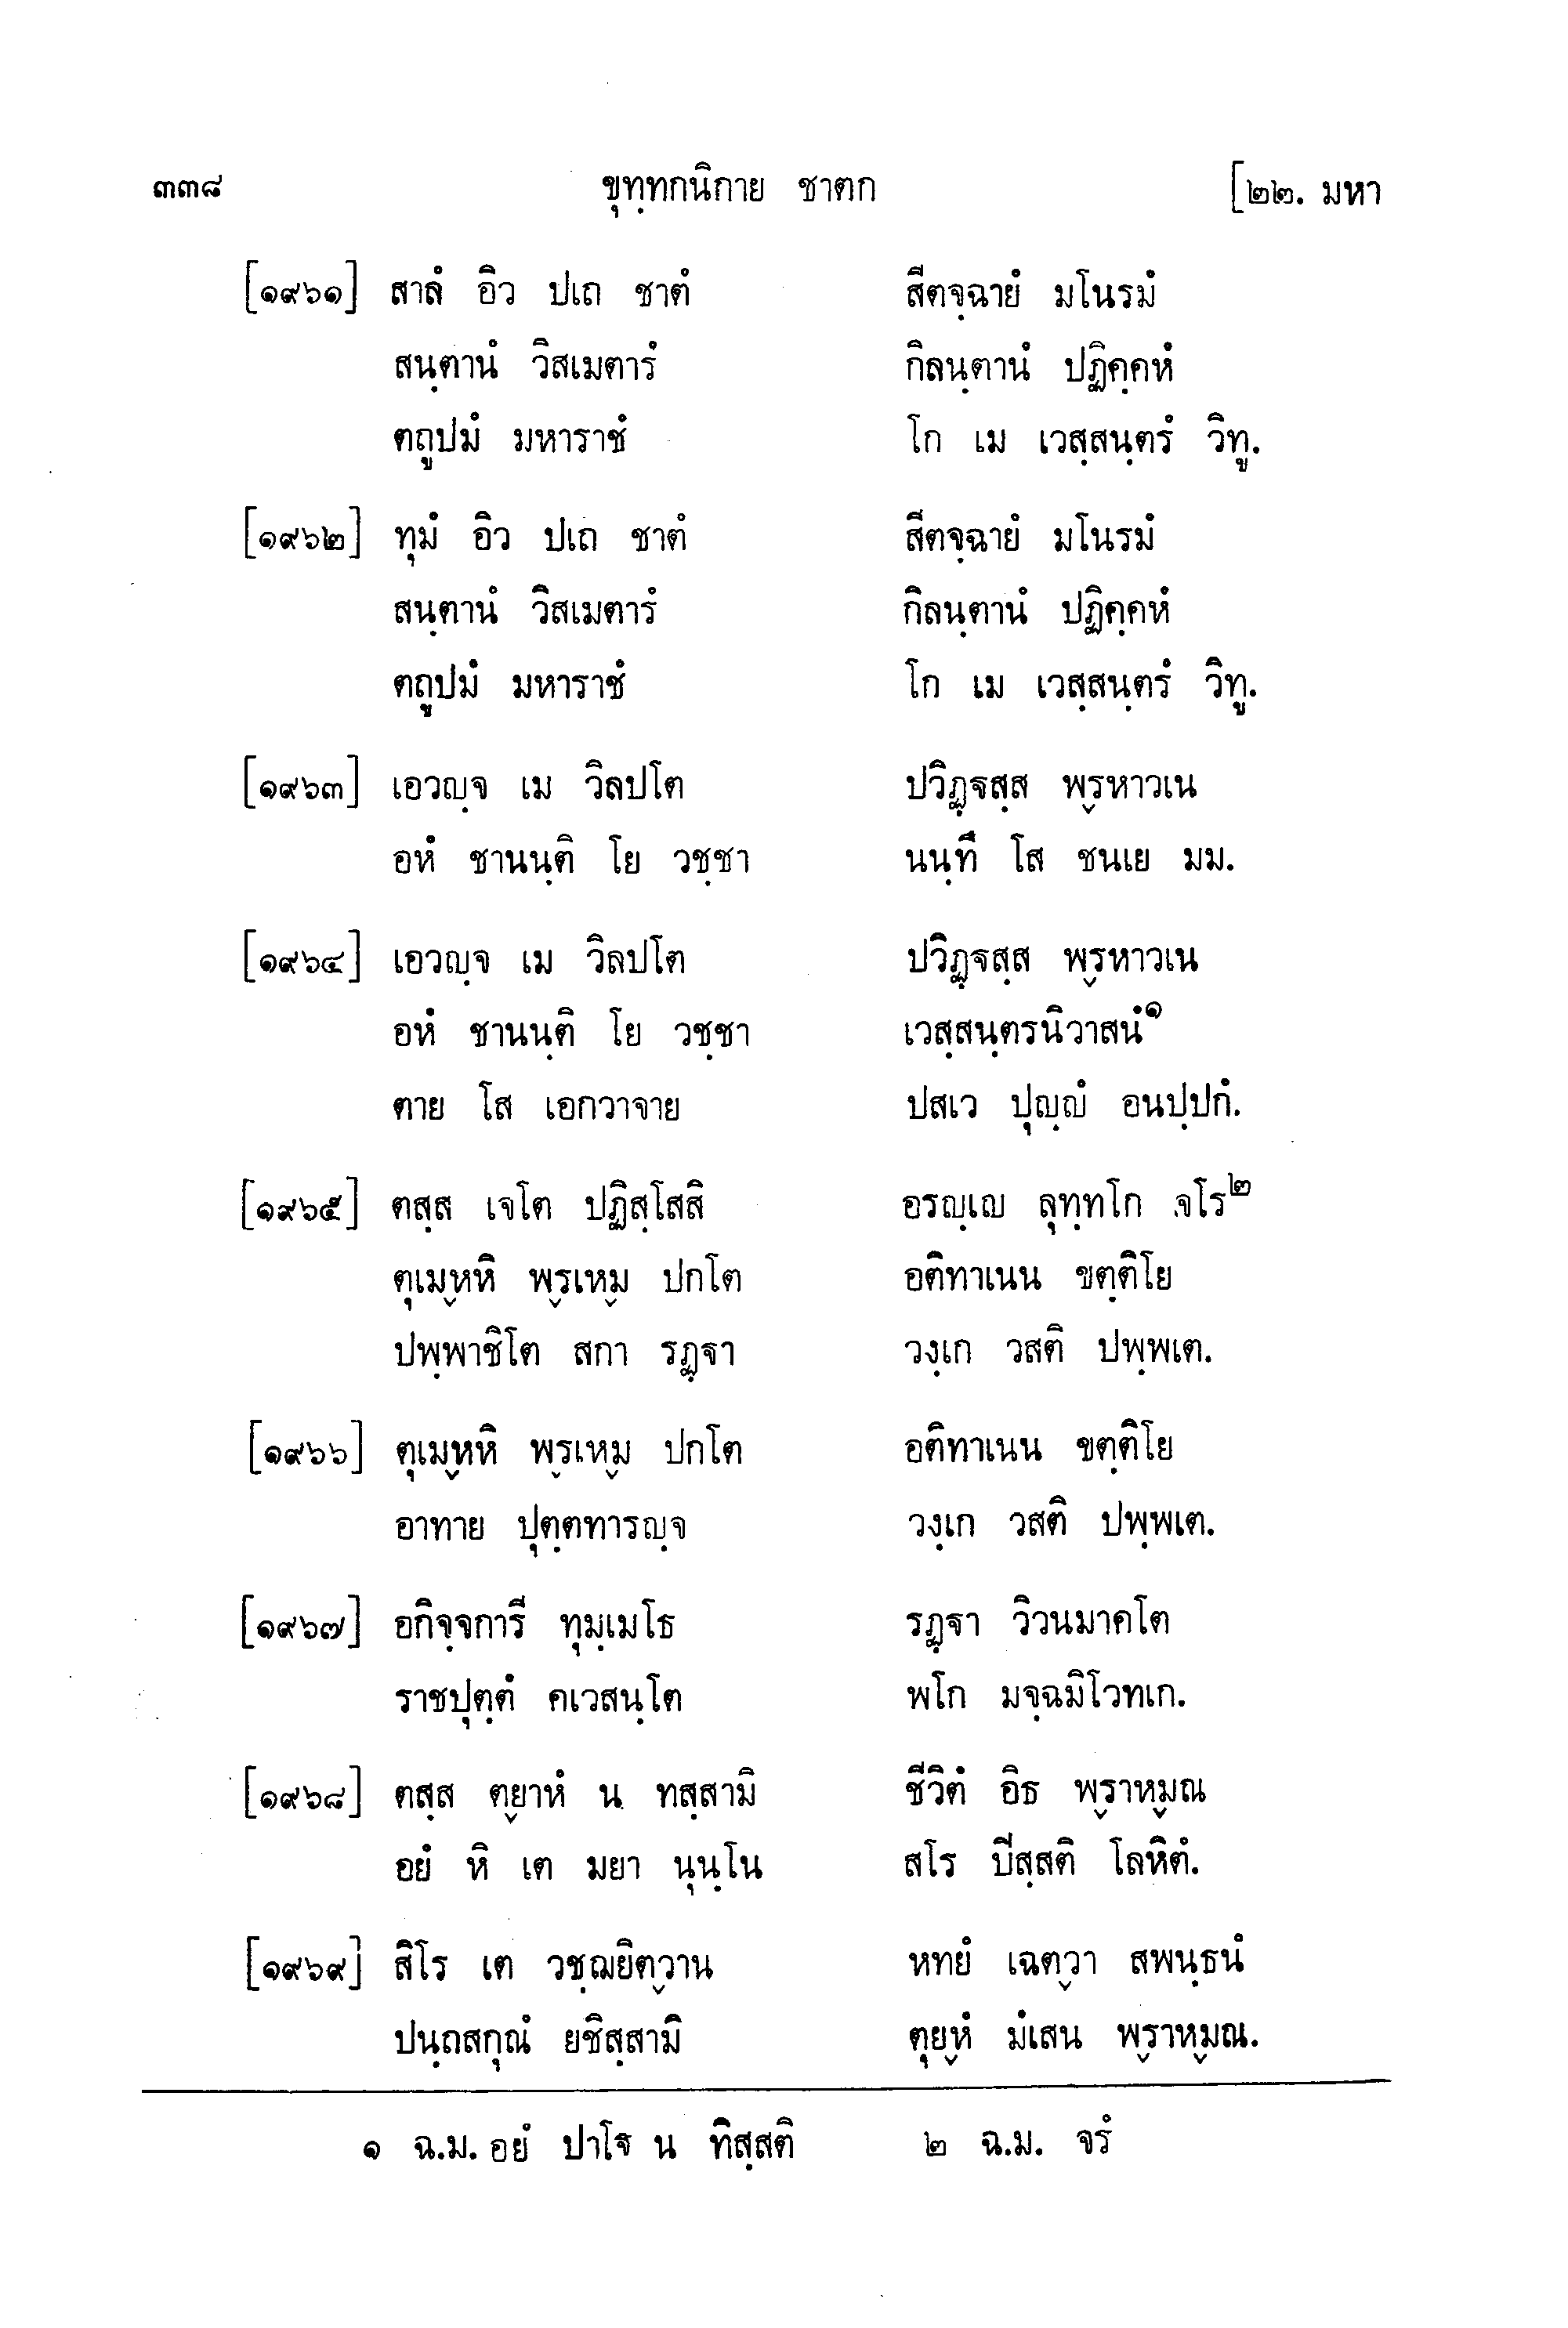 ๓๓๘ ขุทฺทกนิกาย ชาตก [๒๒. มหา
[๑๙๖๑] สาลํ อิว ปเถ ชาตํ สีตจฺฉายํ มโนรมํ
สนฺตานํ วิสเมตารํ กิลนฺตานํ ปฏิคฺคหํ
ตถูปมํ มหาราชํ โก เม เวสฺสนฺตรํ วิทู.
[๑๙๖๒] ทุมํ อิว ปเถ ชาตํ สีตจฺฉายํ มโนรมํ
สนฺตานํ วิสเมตารํ กิลนฺตานํ ปฏิคฺคหํ
ตถูปมํ มหาราชํ โก เม เวสฺสนฺตรํ วิทู.
[๑๙๖๓] เอวญฺจ เม วิลปโต ปวิฏฺฐสฺส พฺรหาวเน
อหํ ชานนฺติ โย วชฺชา นนฺทึ โส ชนเย มม.
[๑๙๖๔] เอวญฺจ เม วิลปโต ปวิฏฺฐสฺส พฺรหาวเน
อหํ ชานนฺติ โย วชฺชา เวสฺสนฺตรนิวาสนํ๑
ตาย โส เอกวาจาย ปสเว ปุญฺญํ อนปฺปกํ.
[๑๙๖๕] ตสฺส เจโต ปฏิสฺโสสิ อรญฺเญ ลุทฺทโก จโร๒
ตุเมฺหหิ พฺรเหฺม ปกโต อติทาเนน ขตฺติโย
ปพฺพาชิโต สกา รฏฺฐา วงฺเก วสติ ปพฺพเต.
[๑๙๖๖] ตุเมฺหหิ พฺรเหฺม ปกโต อติทาเนน ขตฺติโย
อาทาย ปุตฺตทารญฺจ วงฺเก วสติ ปพฺพเต.
[๑๙๖๗] อกิจฺจการี ทุมฺเมโธ รฏฺฐา วิวนมาคโต
ราชปุตฺตํ คเวสนฺโต พโก มจฺฉมิโวทเก.
[๑๙๖๘] ตสฺส ตฺยาหํ น ทสฺสามิ ชีวิตํ อิธ พฺราหฺมณ
อยํ หิ เต มยา นุนฺโน สโร ปิสฺสติ โลหิตํ.
[๑๙๖๙] สิโร เต วชฺฌยิตฺวาน หทยํ เฉตฺวา สพนฺธนํ
ปนฺถสกุณํ ยชิสฺสามิ ตุยฺหํ มํเสน พฺราหฺมณ.
๑ ฉ.ม. อยํ ปาโฐ น ทิสฺสติ ๒ ฉ.ม. จรํ